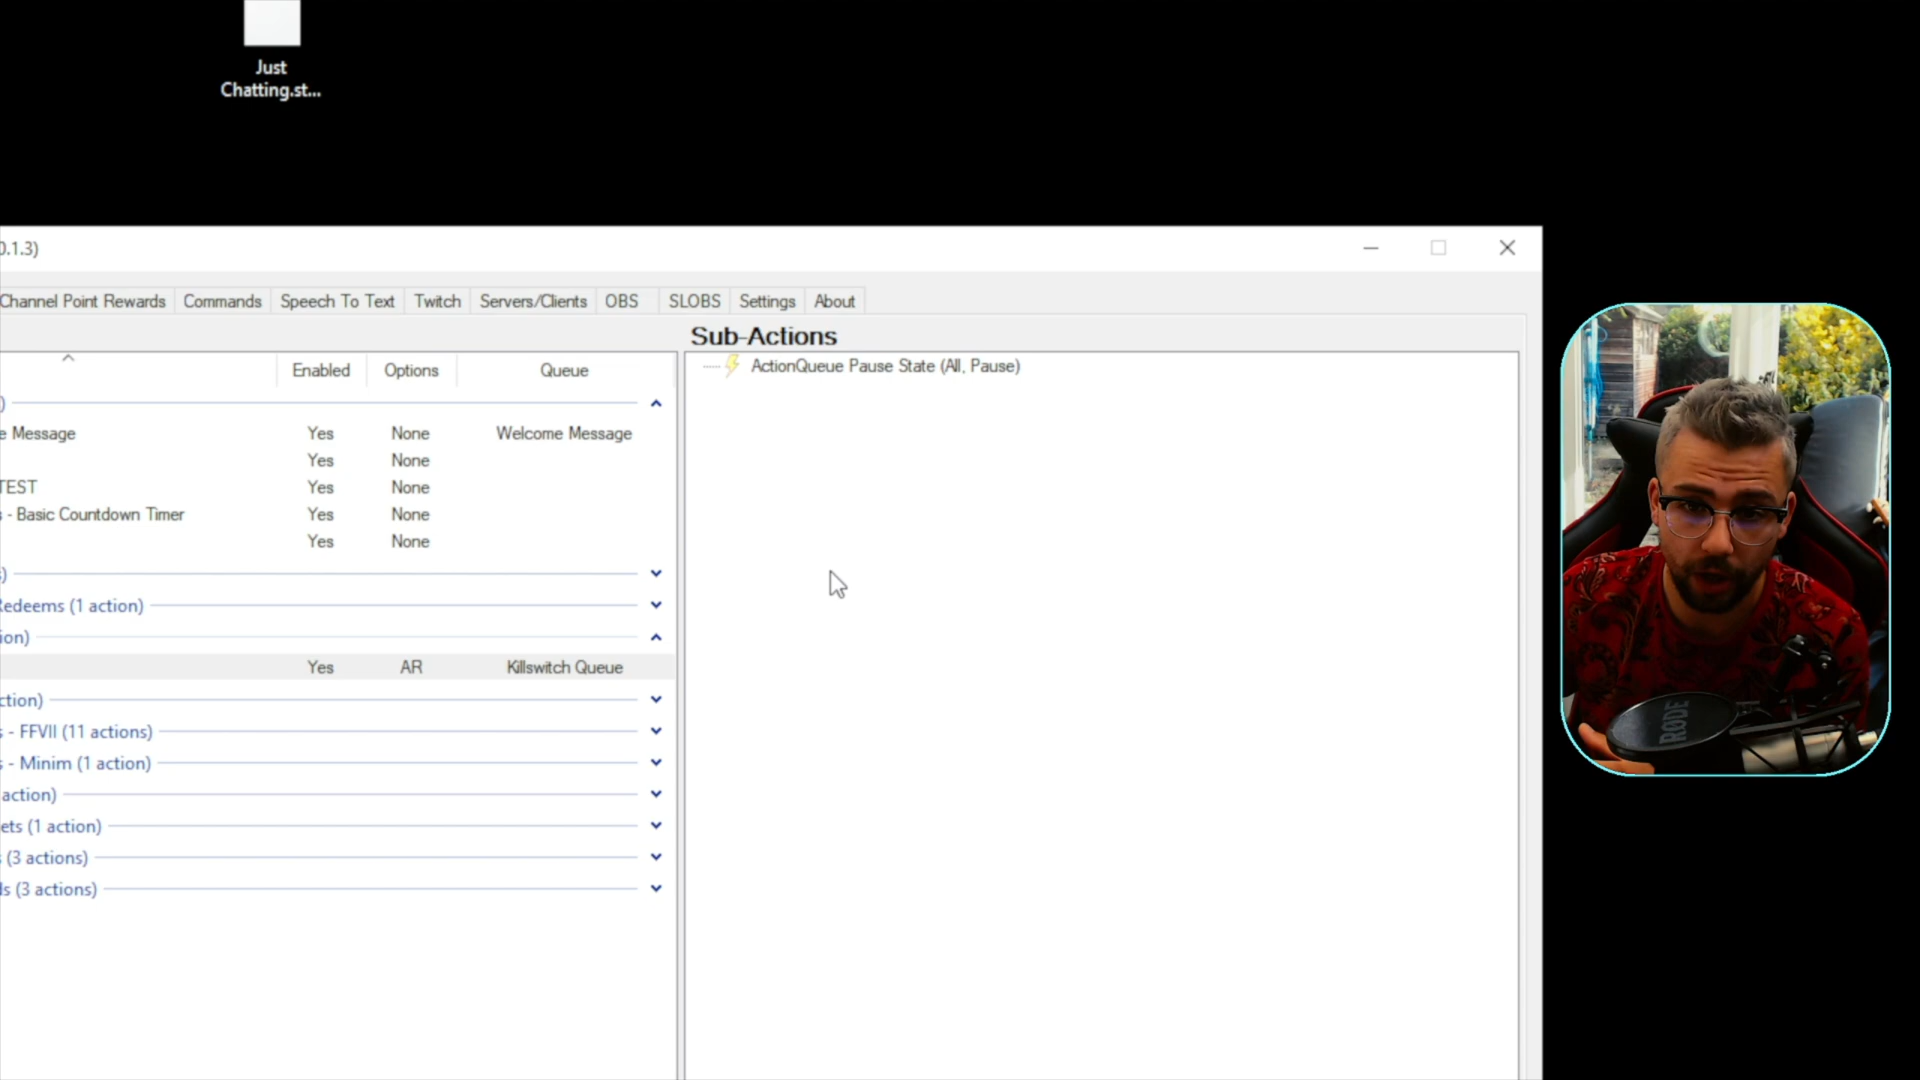 Just
Chatting.st...
0.1.3)
Channel Point Rewards Commands Speech To Text Twitch Servers/Clients OBS SLOBS Settings About
Sub-Actions
Enabled Options Queue
ActionQueue Pause State (All, Pause)
)
e Message Yes None Welcome Message
Yes None
TEST Yes None
s - Basic Countdown Timer Yes None
Yes None
s)
Redeems (1 action)
ion)
Yes AR Killswitch Queue
ction)
s - FFVII (11 actions)
s - Minim (1 action)
action)
ets (1 action)
s (3 actions)
ds (3 actions)
RØDE